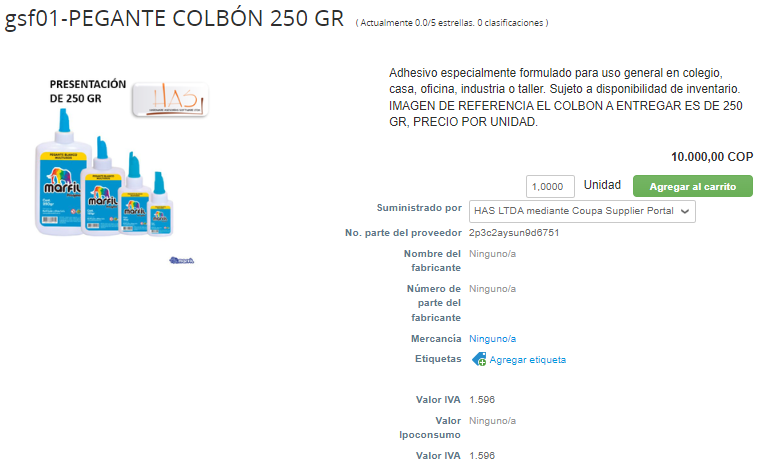 gsf01-PEGANTE COLBÓN 250 GR ( Actualmente 0.0/5 estrellas. 0 clasificaciones )
PRESENTACIÓN
DE 250 GR
HAS
marfil
marfil
marfil
Adhesivo especialmente formulado para uso general en colegio,
casa, oficina, industria o taller. Sujeto a disponibilidad de inventario.
IMAGEN DE REFERENCIA EL COLBON A ENTREGAR ES DE 250
GR, PRECIO POR UNIDAD.
10.000,00 COP
1,0000 Unidad Agregar al carrito
Suministrado por HAS LTDA mediante Coupa Supplier Portal
No. parte del proveedor 2p3c2aysun9d6751
Nombre del Ninguno/a
fabricante
Número de Ninguno/a
parte del
fabricante
Mercancía Ninguno/a
Etiquetas Agregar etiqueta
Valor IVA 1.596
Valor Ninguno/a
Ipoconsumo
Valor IVA 1.596